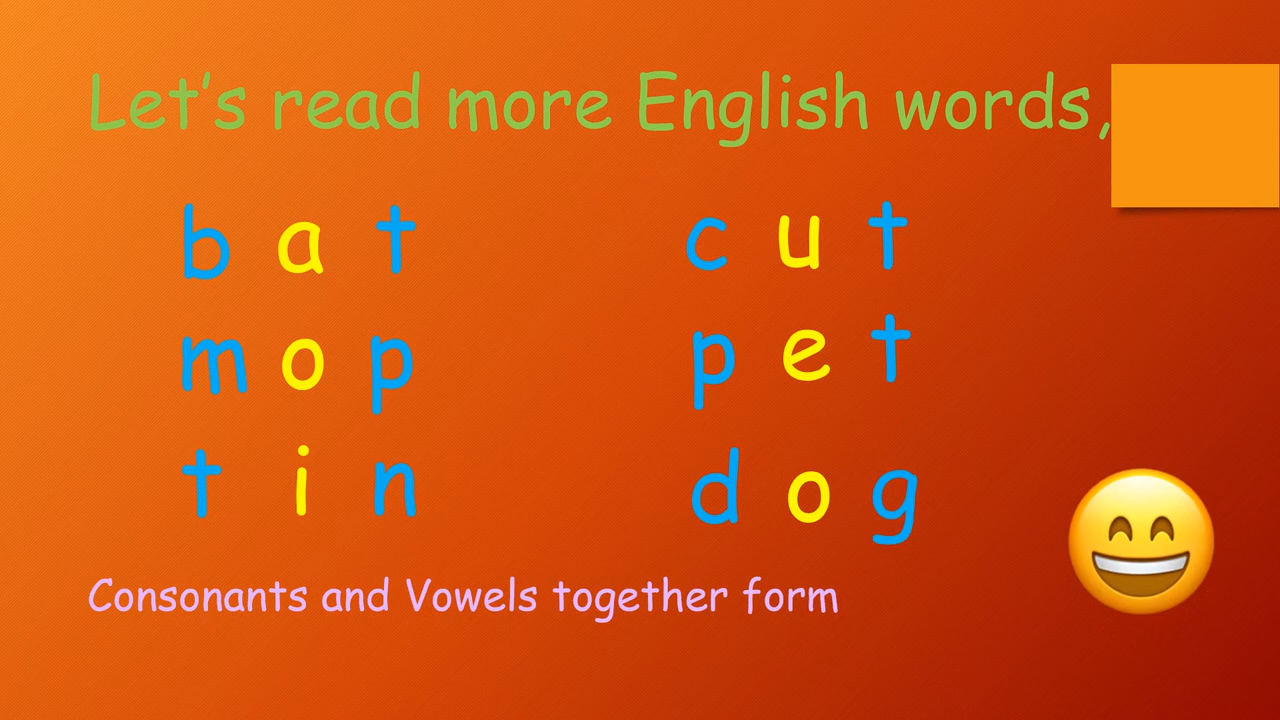 Let's read more English words,
b a t c u t
m o p p e t
t i n d o g
Consonants and Vowels together form